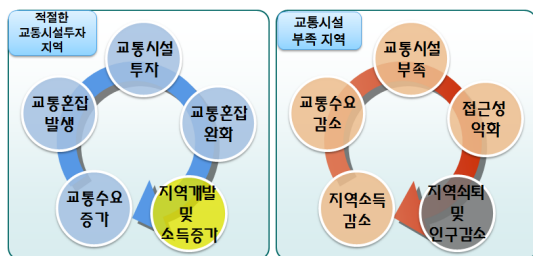 적절한
교통시설투자
지역
교통시설
투자
교통혼잡
완화
지역개발
및
소득증가
교통수요
증가
교통혼잡
발생
교통시설
부족 지역
교통시설
부족
접근성
악화
지역쇠퇴
및
인구감소
지역소득
감소
교통수요
감소